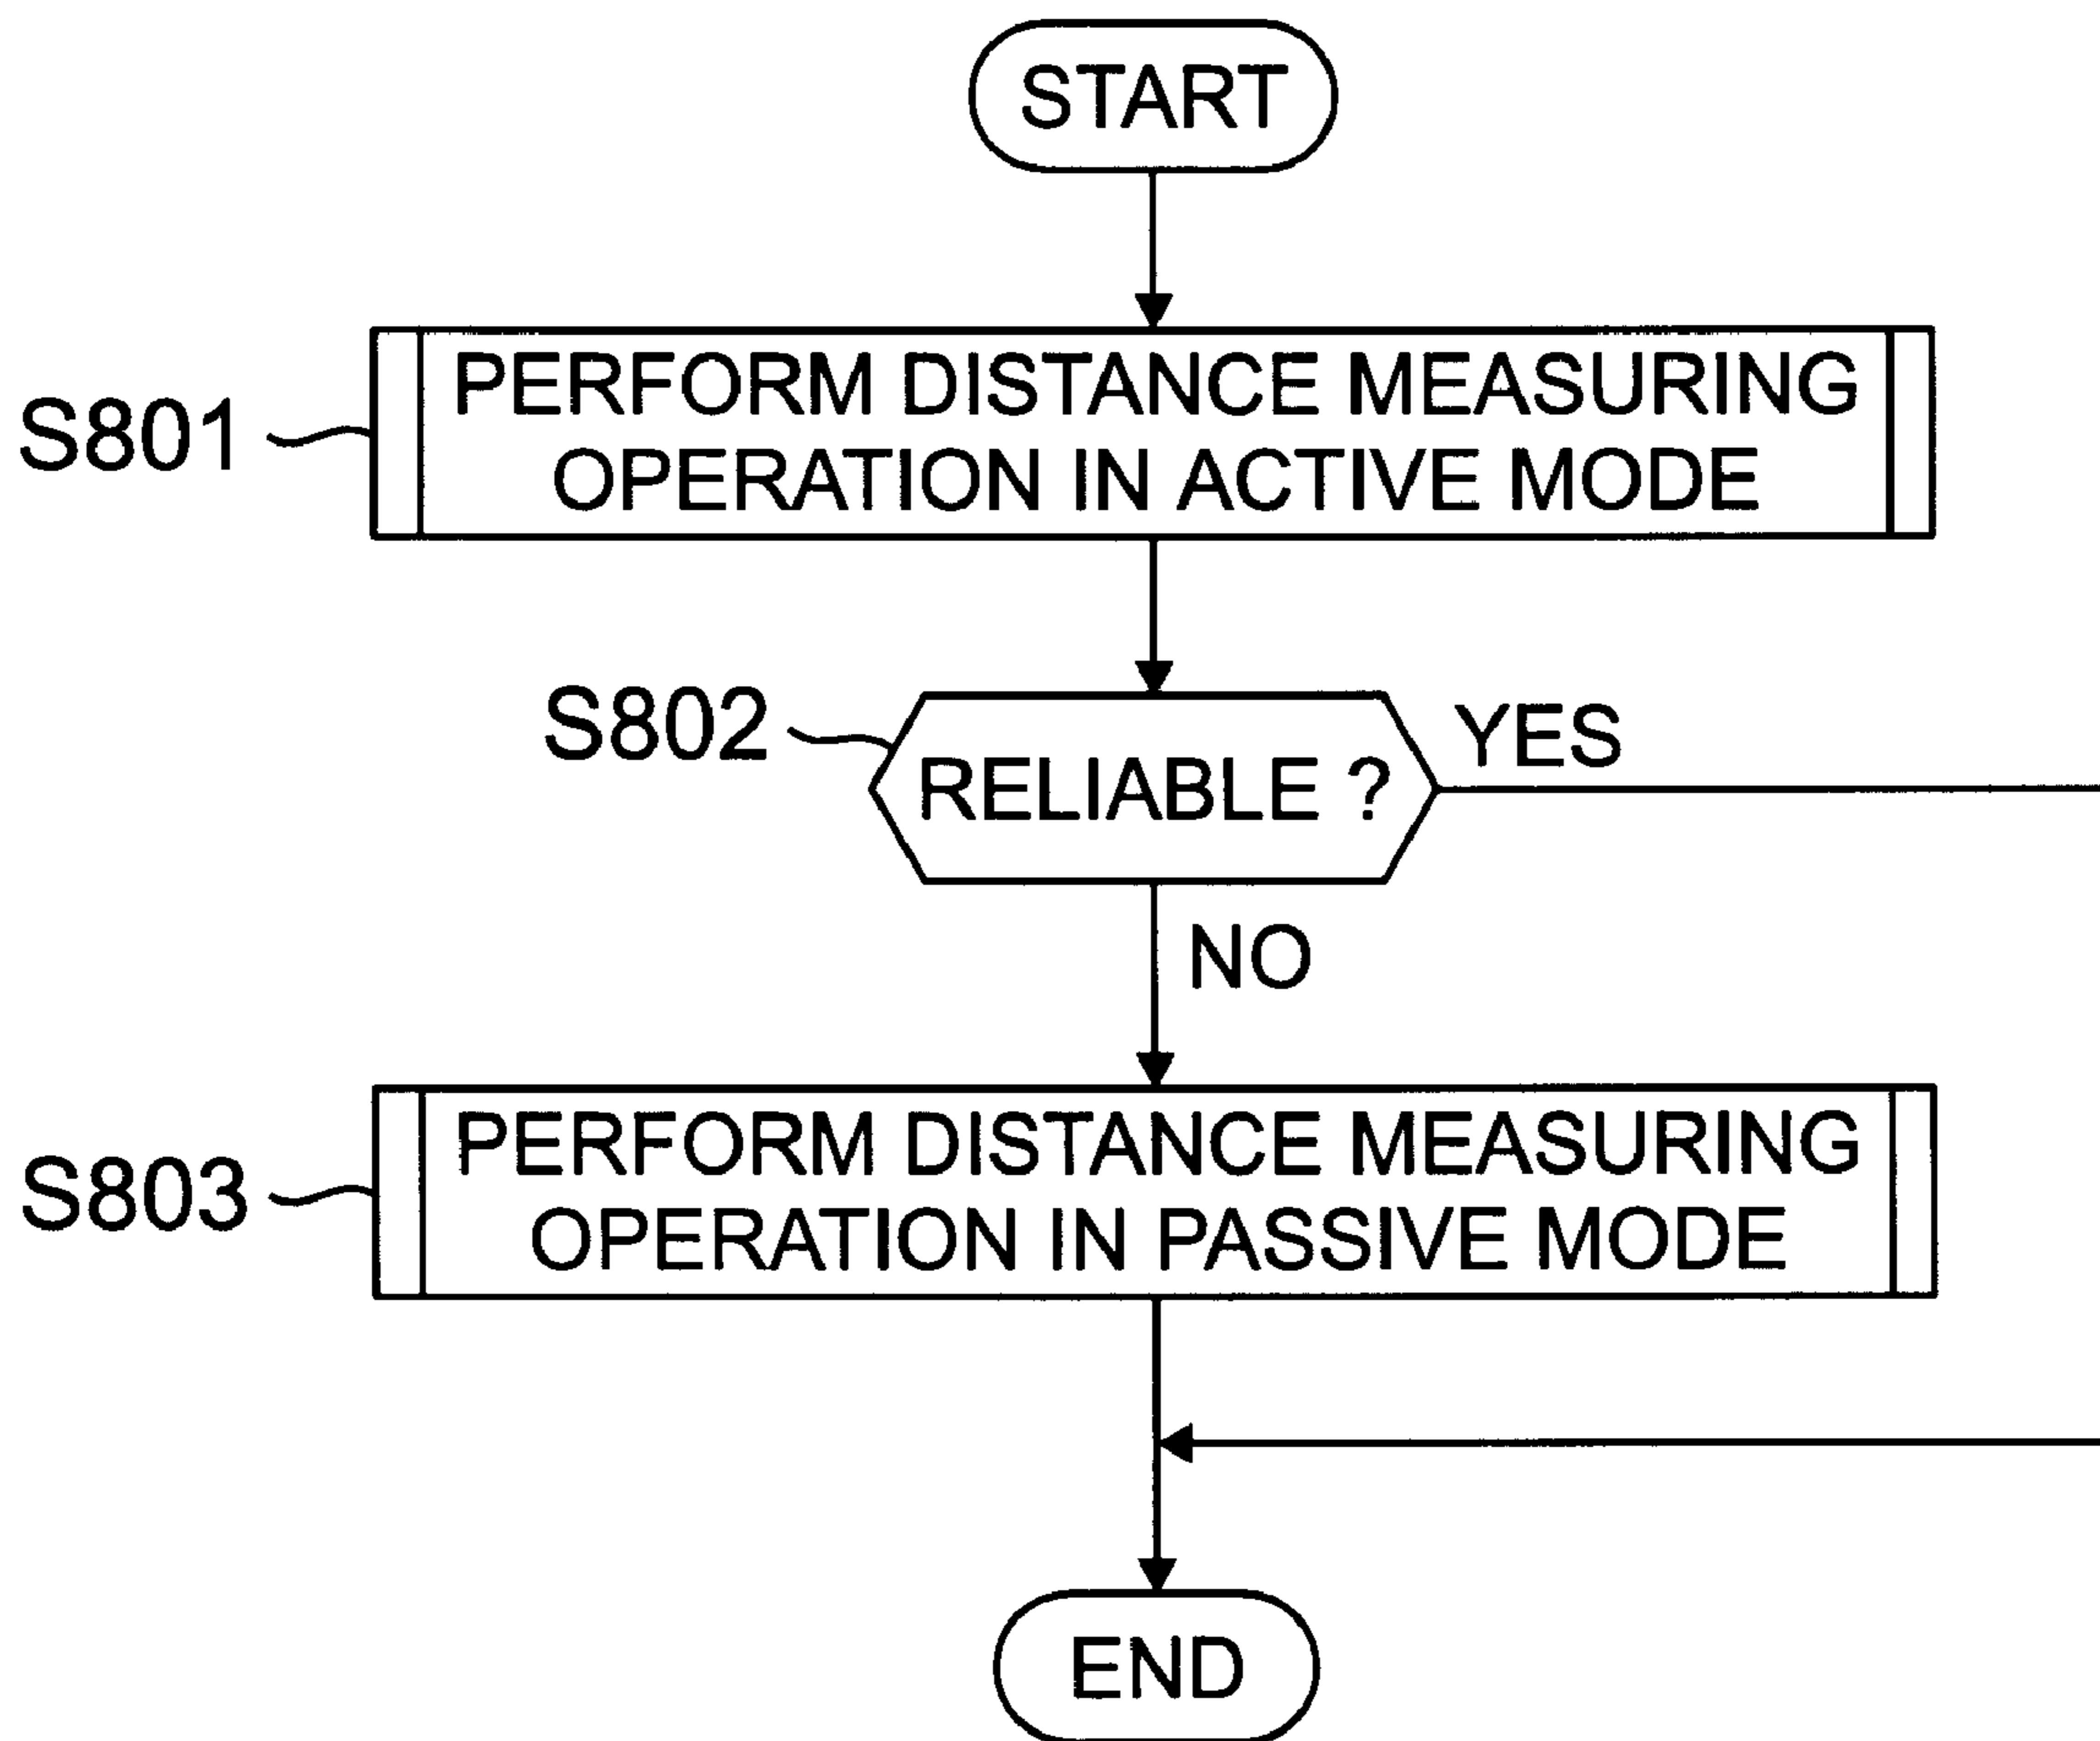 START
S801
PERFORM DISTANCE MEASURING
OPERATION IN ACTIVE MODE
S802
RELIABLE ?
YES
NO
S803
PERFORM DISTANCE MEASURING
OPERATION IN PASSIVE MODE
END